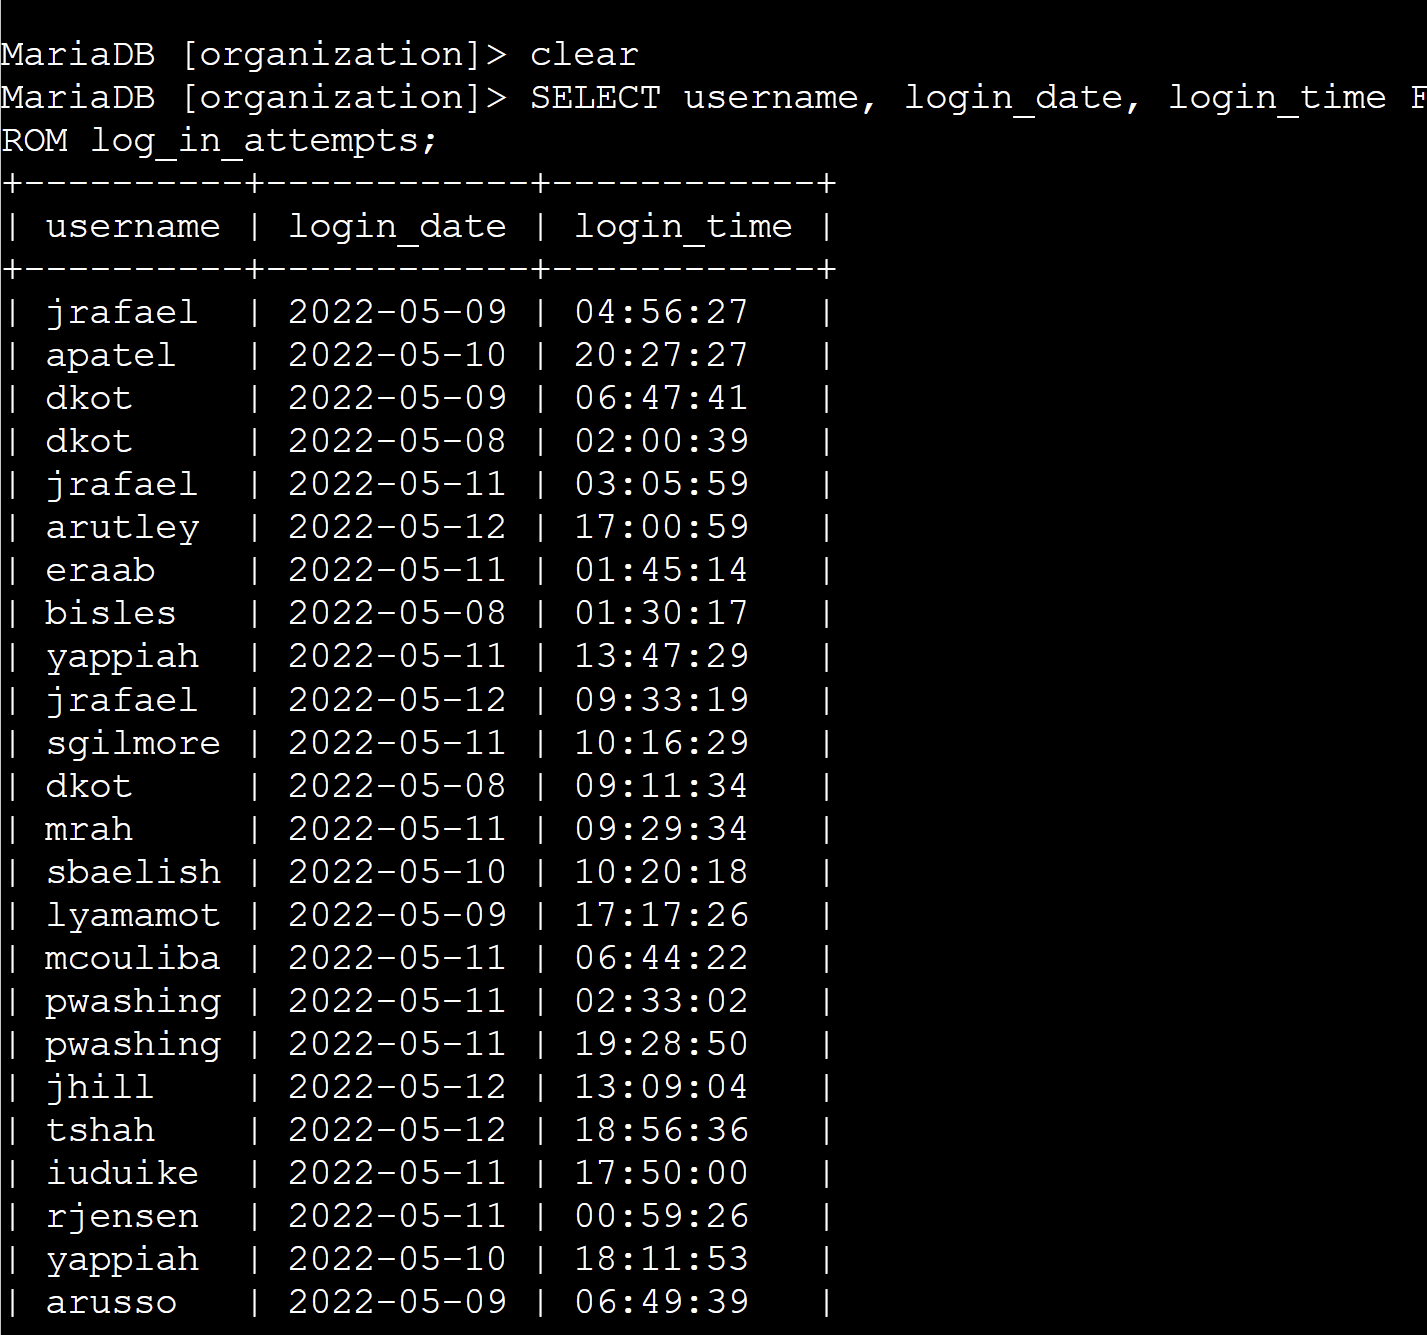 MariaDB [organization]> clear
MariaDB [organization]> SELECT username, login_date, login_time F
ROM log_in_attempts;
+----------+------------+------------+
| username | login_date | login_time |
+----------+------------+------------+
| jrafael  | 2022-05-09 | 04:56:27   |
| apatel   | 2022-05-10 | 20:27:27   |
| dkot     | 2022-05-09 | 06:47:41   |
| dkot     | 2022-05-08 | 02:00:39   |
| jrafael  | 2022-05-11 | 03:05:59   |
| arutley  | 2022-05-12 | 17:00:59   |
| eraab    | 2022-05-11 | 01:45:14   |
| bisles   | 2022-05-08 | 01:30:17   |
| yappiah  | 2022-05-11 | 13:47:29   |
| jrafael  | 2022-05-12 | 09:33:19   |
| sgilmore | 2022-05-11 | 10:16:29   |
| dkot     | 2022-05-08 | 09:11:34   |
| mrah     | 2022-05-11 | 09:29:34   |
| sbaelish | 2022-05-10 | 10:20:18   |
| lyamamot | 2022-05-09 | 17:17:26   |
| mcouliba | 2022-05-11 | 06:44:22   |
| pwashing | 2022-05-11 | 02:33:02   |
| pwashing | 2022-05-11 | 19:28:50   |
| jhill    | 2022-05-12 | 13:09:04   |
| tshah    | 2022-05-12 | 18:56:36   |
| iuduike  | 2022-05-11 | 17:50:00   |
| rjensen  | 2022-05-11 | 00:59:26   |
| yappiah  | 2022-05-10 | 18:11:53   |
| arusso   | 2022-05-09 | 06:49:39   |